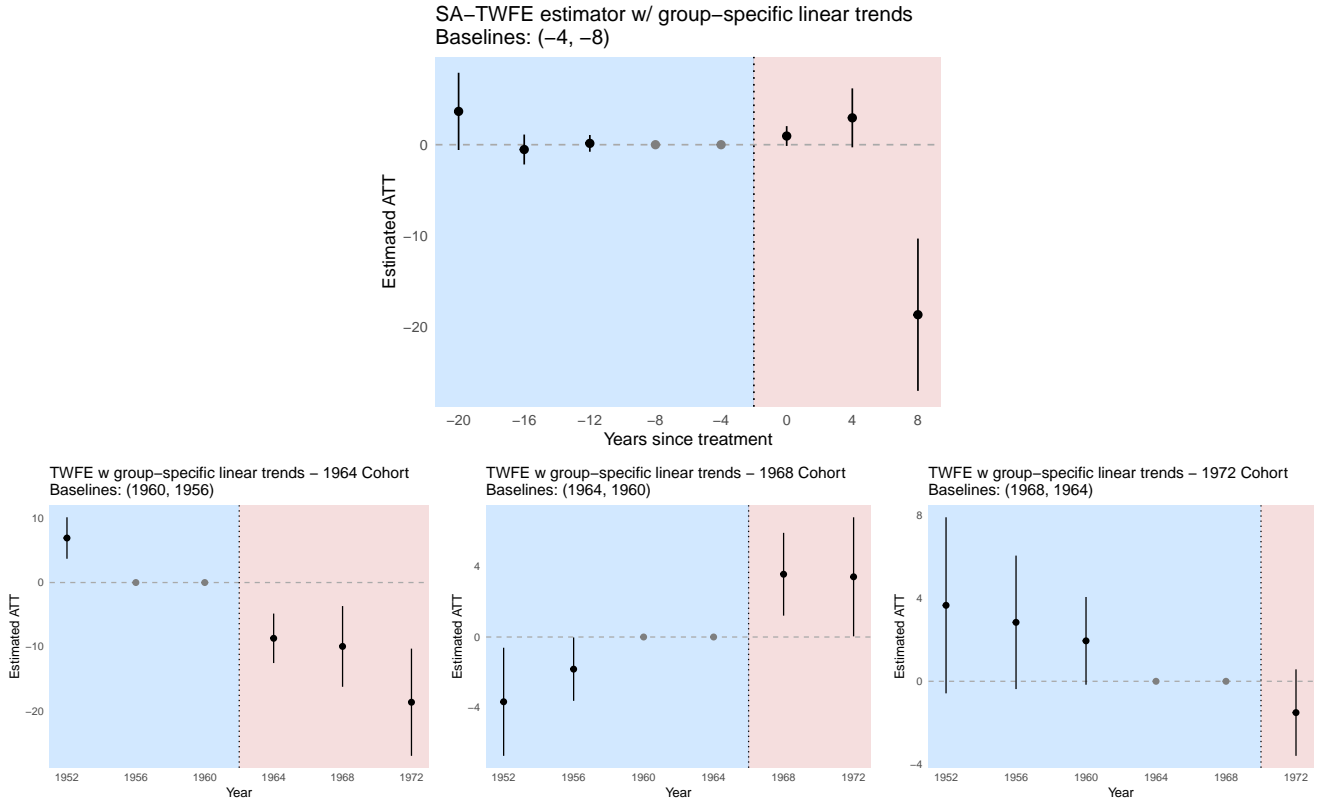 SA−TWFE estimator w/ group−specific linear trends
Baselines: (−4, −8)
Estimated ATT
0
−10
−20
−20 −16 −12 −8 −4 0 4 8
Years since treatment
TWFE w group−specific linear trends − 1964 Cohort
Baselines: (1960, 1956)
Estimated ATT
10
0
−10
−20
1952 1956 1960 1964 1968 1972
Year
TWFE w group−specific linear trends − 1968 Cohort
Baselines: (1964, 1960)
Estimated ATT
4
0
−4
1952 1956 1960 1964 1968 1972
Year
TWFE w group−specific linear trends − 1972 Cohort
Baselines: (1968, 1964)
Estimated ATT
8
4
0
−4
1952 1956 1960 1964 1968 1972
Year